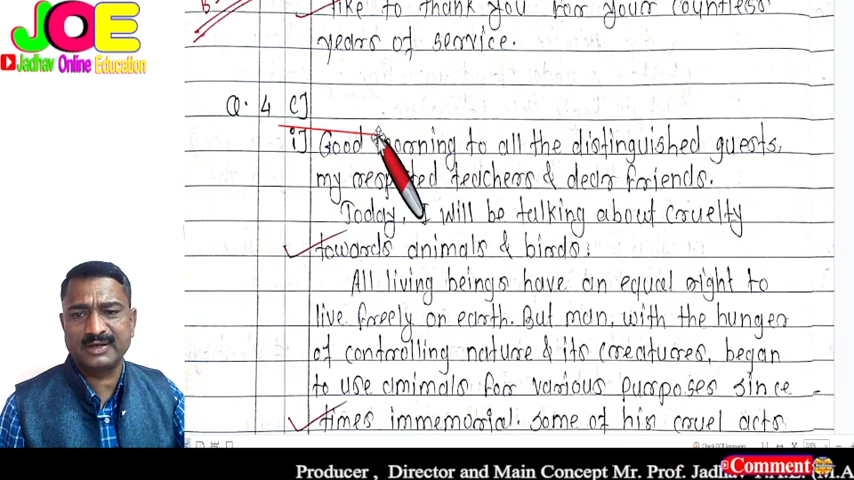 JOE
Jadhav Online Education
like to thank you for your countless
years of service.
Q. 4 C]
i] Good morning to all the distinguished guests,
my respected teachers & dear friends.
Today, I will be talking about cruelty
towards animals & birds.
All living beings have an equal right to
live freely on earth. But man, with the hunger
of controlling nature & its creatures, began
to use animals for various purposes since
times immemorial. Some of his cruel acts
Producer , Director and Main Concept Mr. Prof. Jadhav
Comment